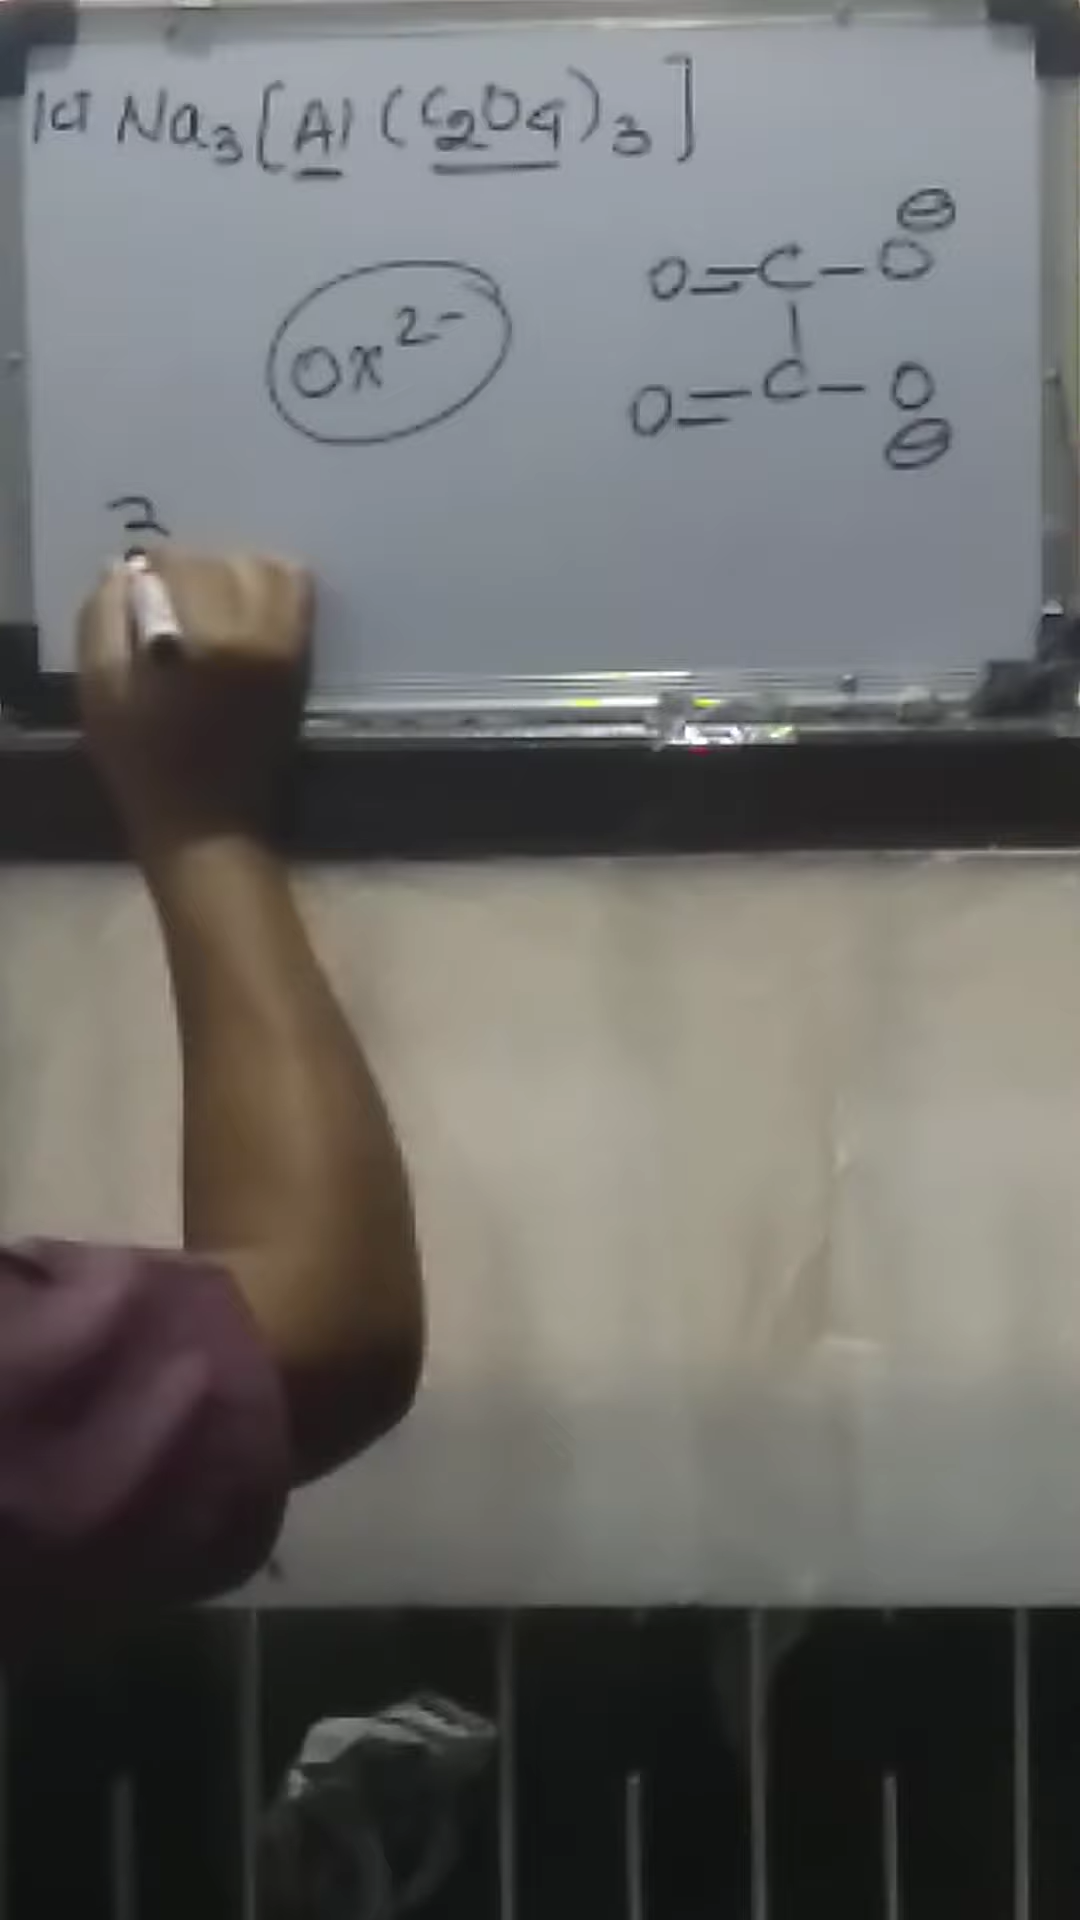 Na3[Al(C2O4)3]
Ox2-
⊖
O=C-O
|
O=C-O
⊖
2